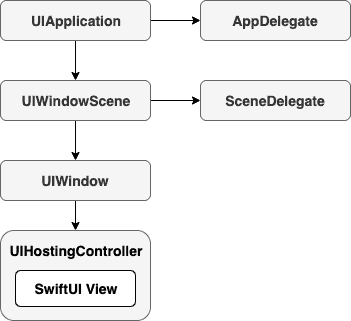 UIApplication
AppDelegate
UIWindowScene
SceneDelegate
UIWindow
UIHostingController
SwiftUI View